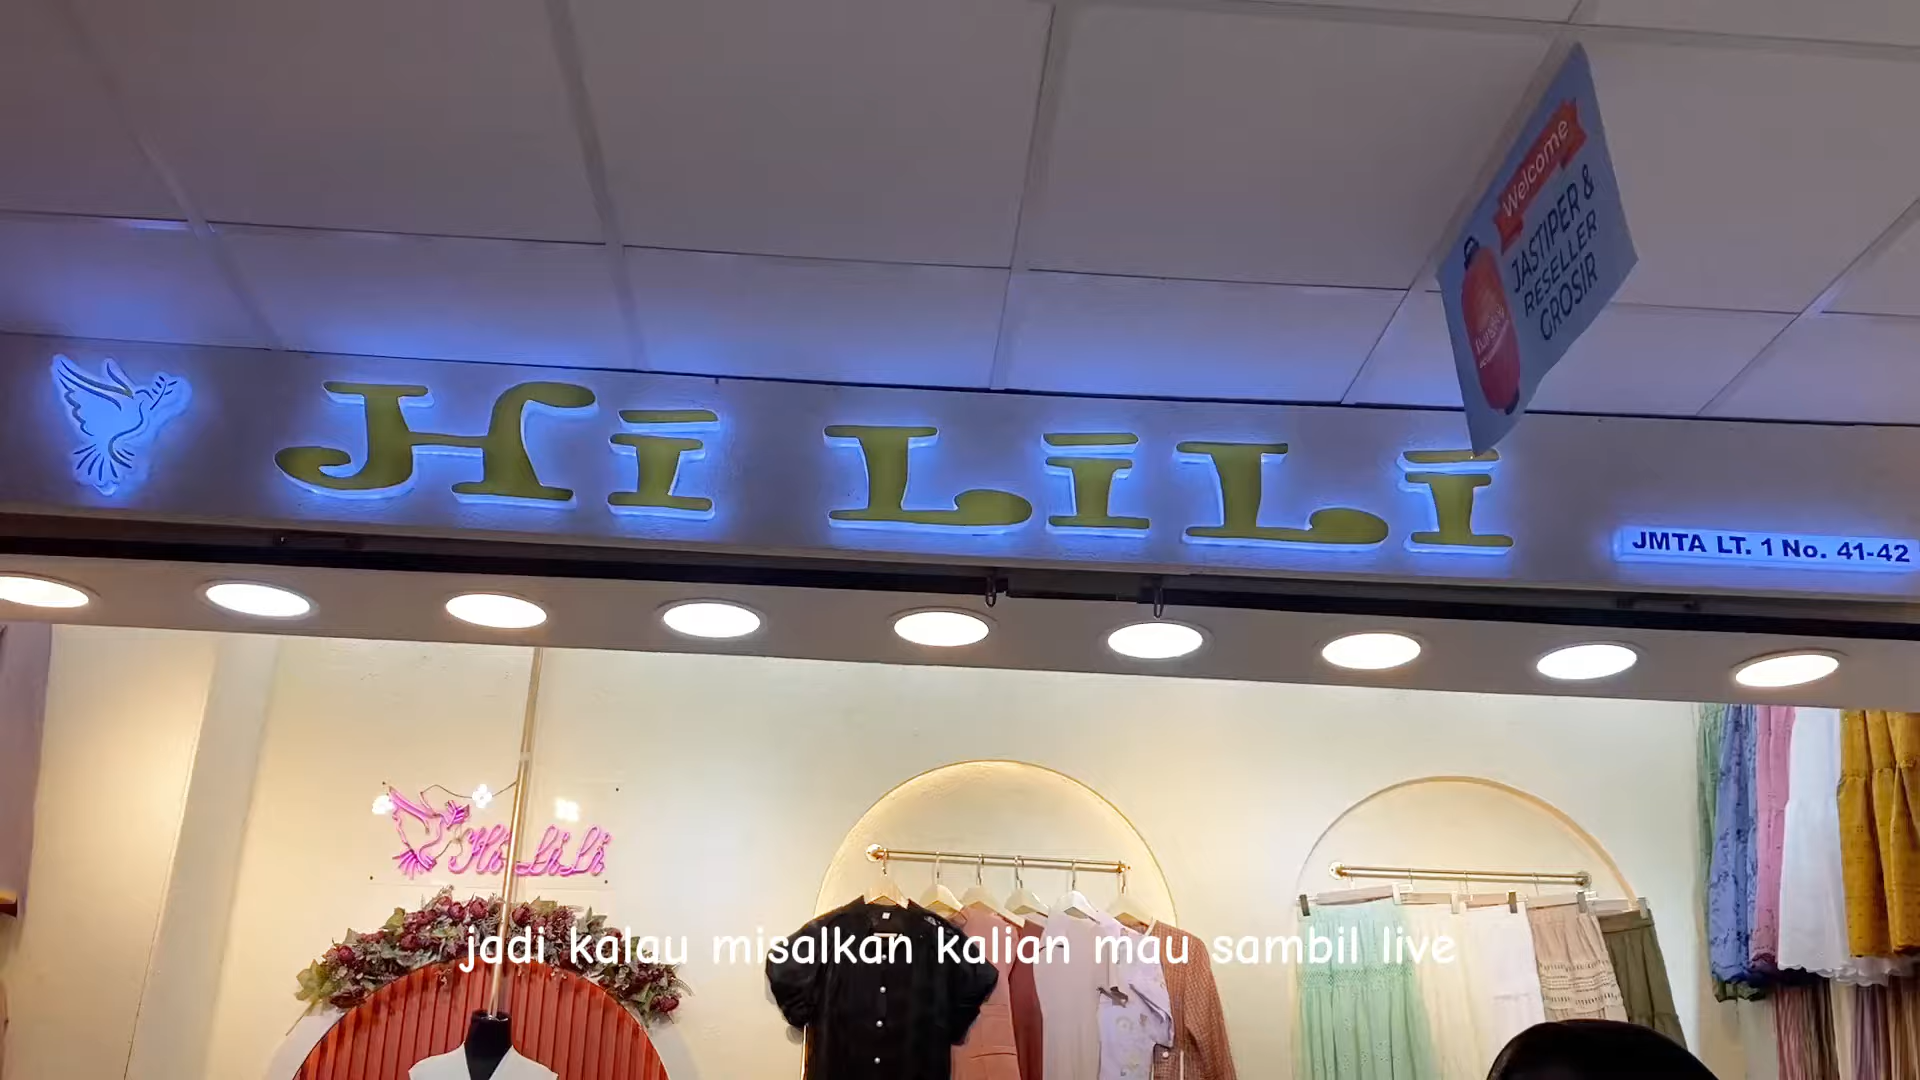 Welcome
JASTIPER &
RESELLER
GROSIR
Hi LiLi
JMTA LT. 1 No. 41-42
Hi LiLi
jadi kalau misalkan kalian mau sambil live